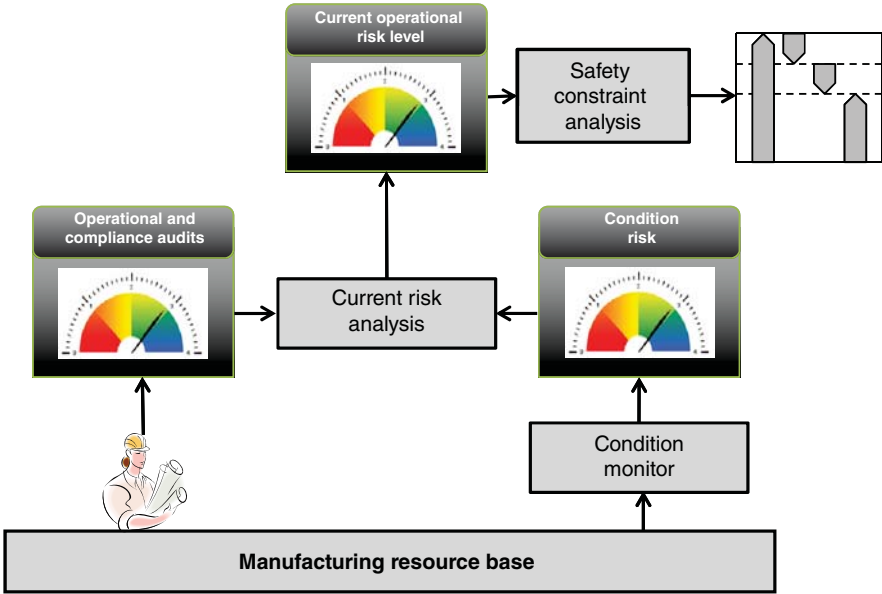 Current operational
risk level
Safety
constraint
analysis
Operational and
compliance audits
Condition
risk
Current risk
analysis
Condition
monitor
Manufacturing resource base